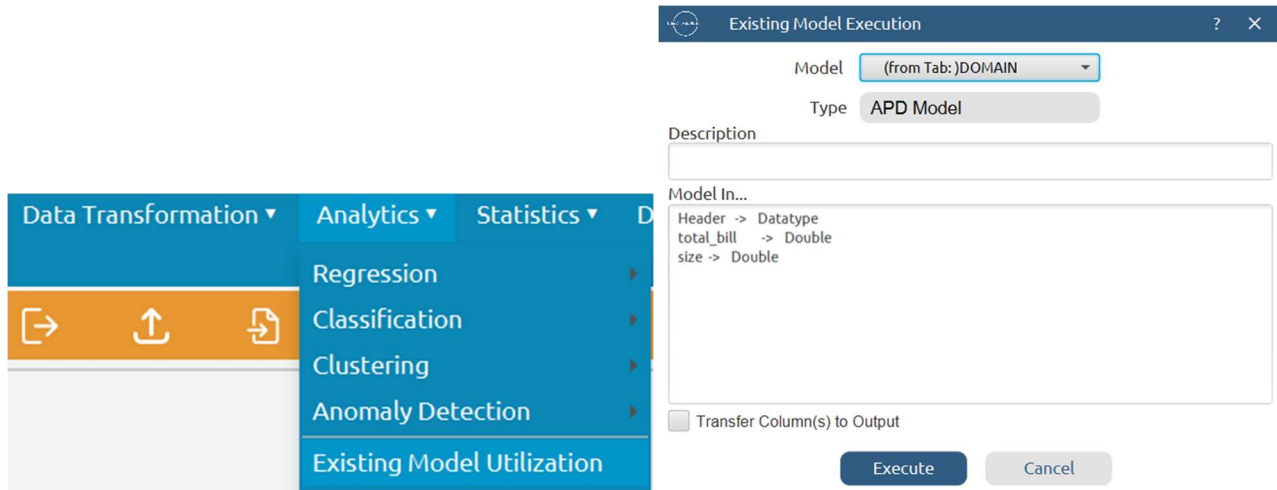 Data Transformation ▾ Analytics ▾ Statistics ▾ D
Regression
Classification
Clustering
Anomaly Detection
Existing Model Utilization
Existing Model Execution ? ×
Model (from Tab: )DOMAIN
Type APD Model
Description
Model In...
Header -> Datatype
total_bill -> Double
size -> Double
Transfer Column(s) to Output
Execute Cancel